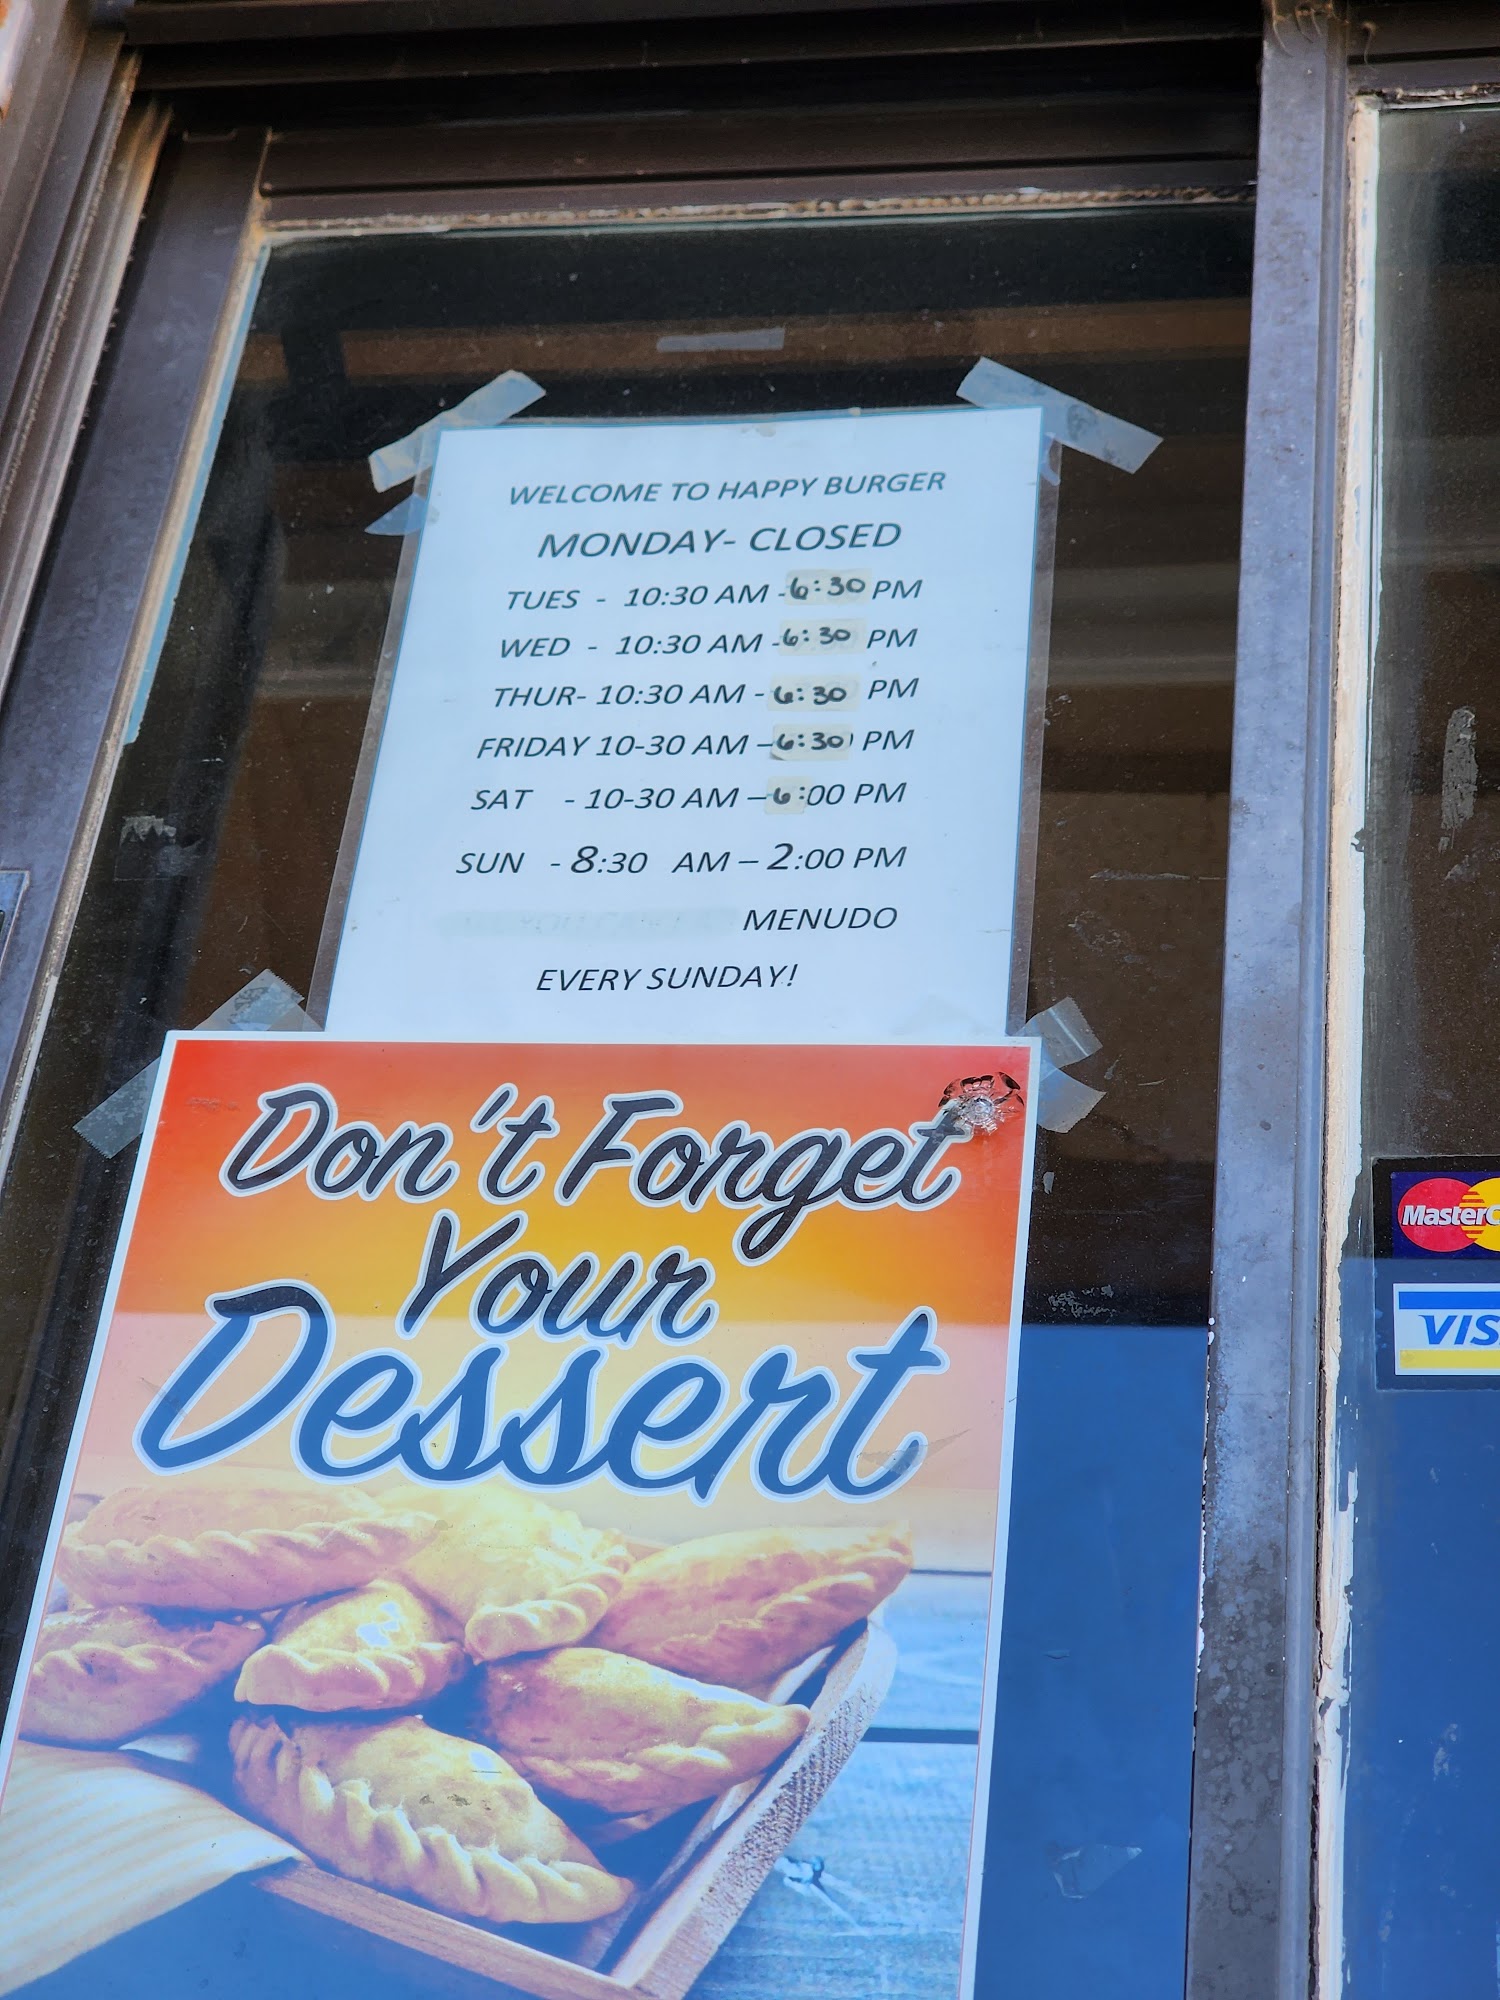 WELCOME TO HAPPY BURGER
MONDAY- CLOSED
TUES - 10:30 AM -6:30 PM
WED - 10:30 AM -6:30 PM
THUR- 10:30 AM - 6:30 PM
FRIDAY 10-30 AM –6:30 PM
SAT - 10-30 AM –6:00 PM
SUN - 8:30 AM – 2:00 PM
MENUDO
EVERY SUNDAY!
Don't Forget
Your
Dessert
MasterC
VIS